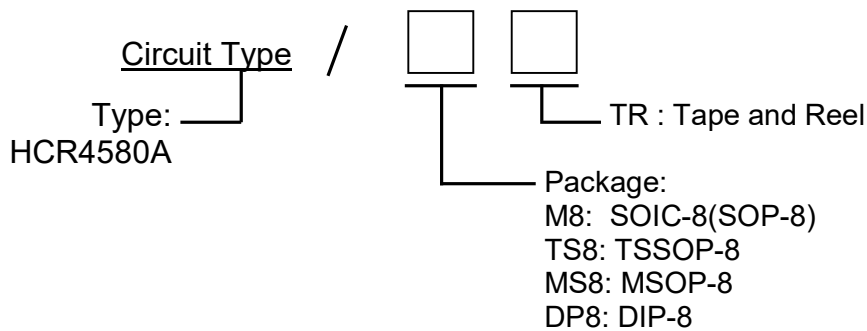 Circuit Type /
Type:
HCR4580A
TR : Tape and Reel
Package:
M8: SOIC-8(SOP-8)
TS8: TSSOP-8
MS8: MSOP-8
DP8: DIP-8